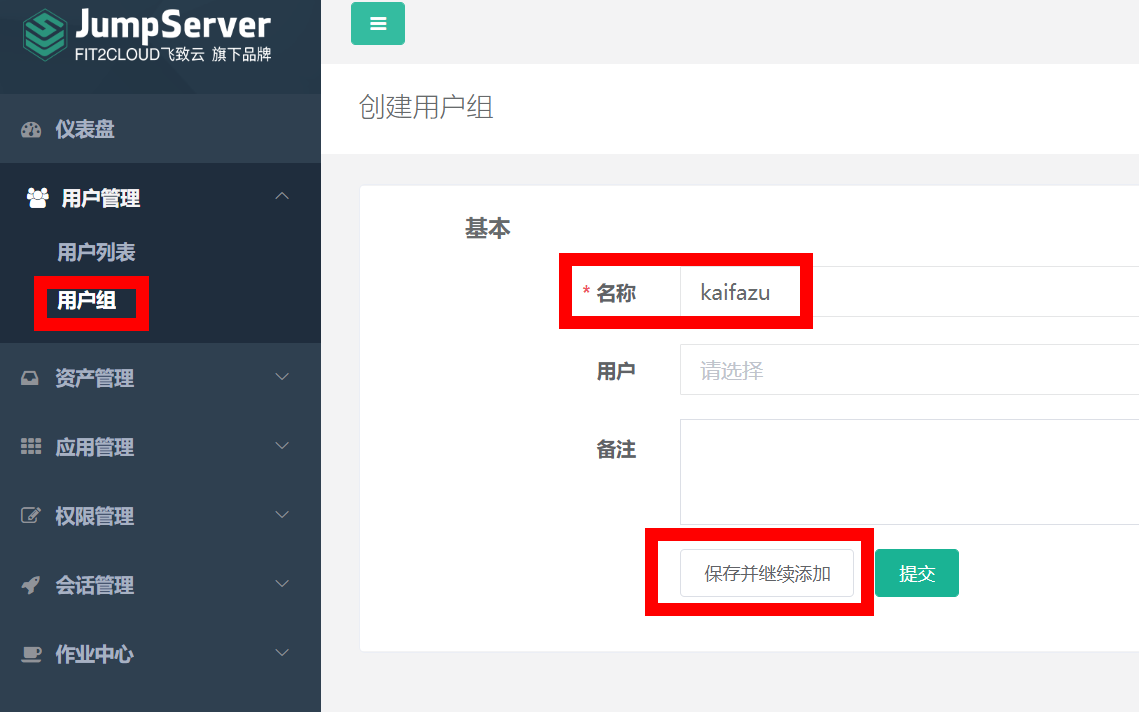 JumpServer
FIT2CLOUD飞致云 旗下品牌
仪表盘
用户管理
用户列表
用户组
资产管理
应用管理
权限管理
会话管理
作业中心
创建用户组
基本
* 名称 kaifazu
用户 请选择
备注
保存并继续添加 提交